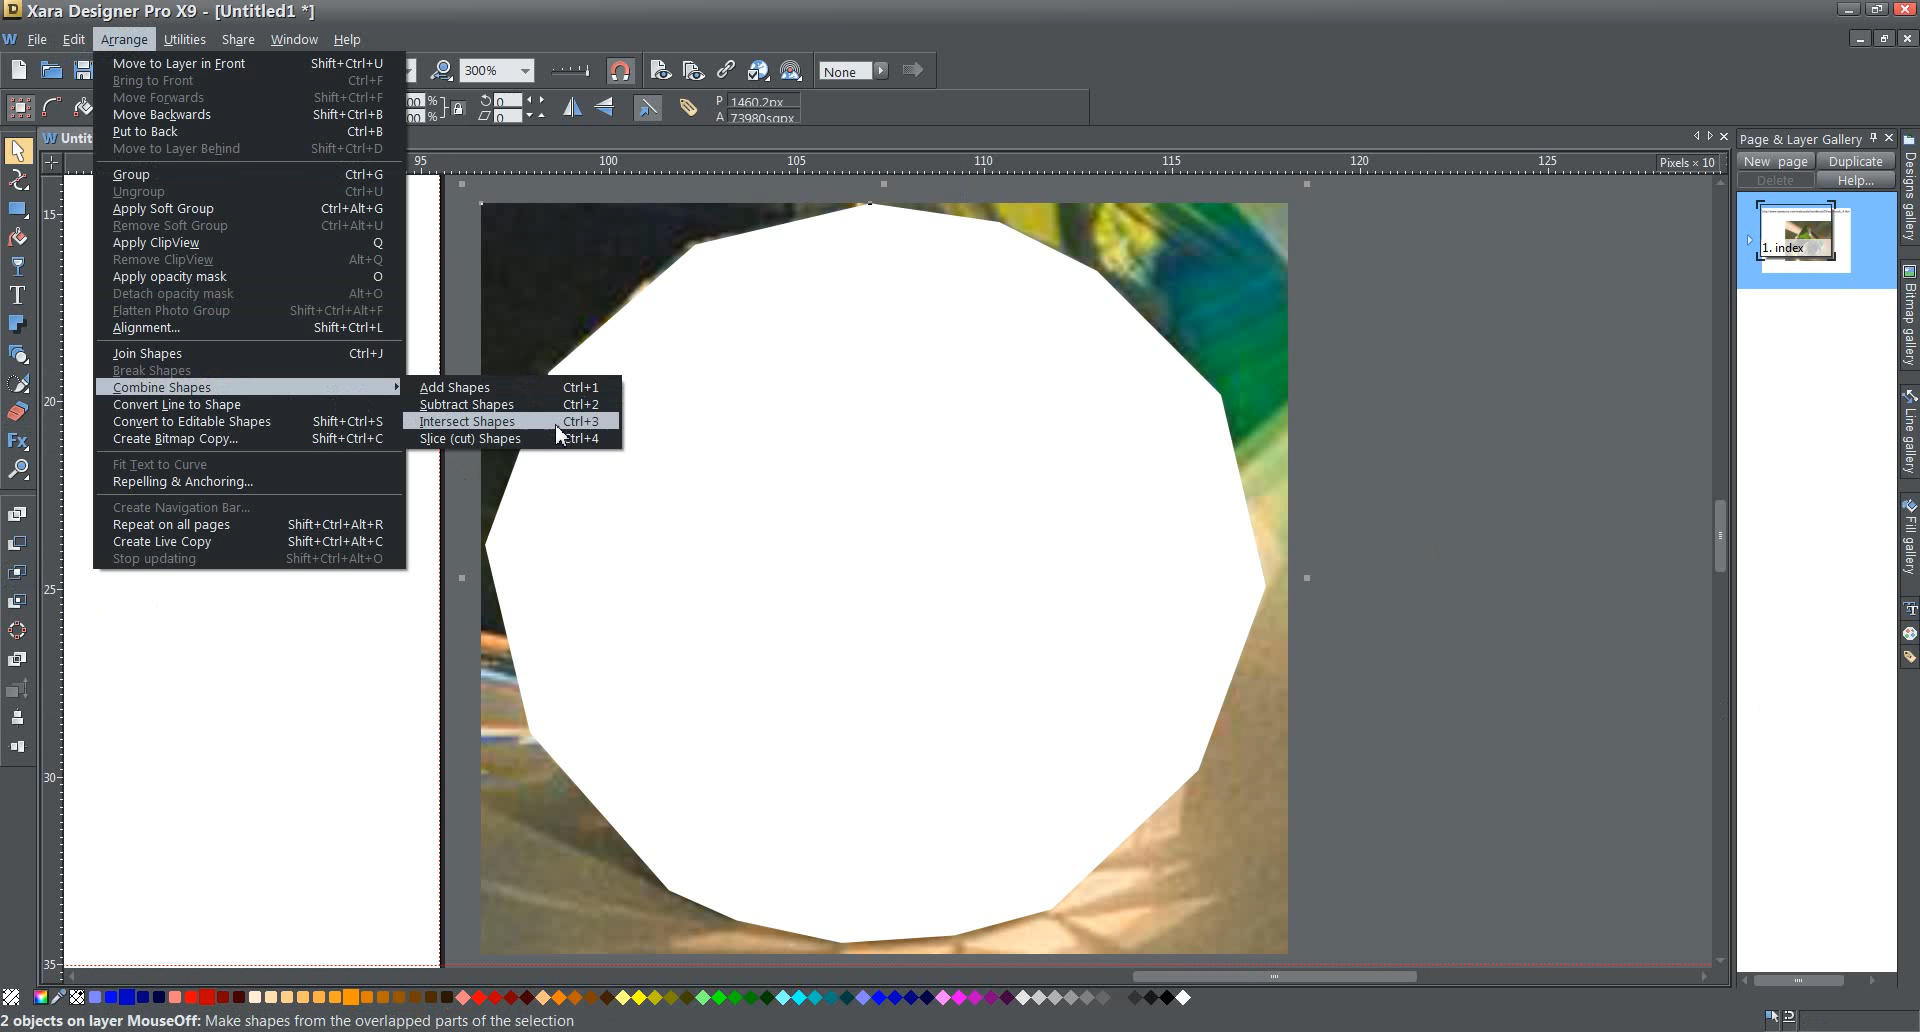 Xara Designer Pro X9 - [Untitled1 *]
File Edit Arrange Utilities Share Window Help
300% None
0 P 1460.2px
0 A 73980sqpx
Move to Layer in Front Shift+Ctrl+U
Bring to Front Ctrl+F
Move Forwards Shift+Ctrl+F
Move Backwards Shift+Ctrl+B
Put to Back Ctrl+B
Move to Layer Behind Shift+Ctrl+D
Group Ctrl+G
Ungroup Ctrl+U
Apply Soft Group Ctrl+Alt+G
Remove Soft Group Ctrl+Alt+U
Apply ClipView Q
Remove ClipView Alt+Q
Apply opacity mask O
Detach opacity mask Alt+O
Flatten Photo Group Shift+Ctrl+Alt+F
Alignment... Shift+Ctrl+L
Join Shapes Ctrl+J
Break Shapes
Combine Shapes
Convert Line to Shape
Convert to Editable Shapes Shift+Ctrl+S
Create Bitmap Copy... Shift+Ctrl+C
Fit Text to Curve
Repelling & Anchoring...
Create Navigation Bar...
Repeat on all pages Shift+Ctrl+Alt+R
Create Live Copy Shift+Ctrl+Alt+C
Stop updating Shift+Ctrl+Alt+O
Add Shapes Ctrl+1
Subtract Shapes Ctrl+2
Intersect Shapes Ctrl+3
Slice (cut) Shapes Ctrl+4
Untit
95 100 105 110 115 120 125 Pixels × 10
15
20
25
30
35
Page & Layer Gallery
New page Duplicate
Delete Help...
1. index
Designs gallery
Bitmap gallery
Line gallery
Fill gallery
2 objects on layer MouseOff: Make shapes from the overlapped parts of the selection